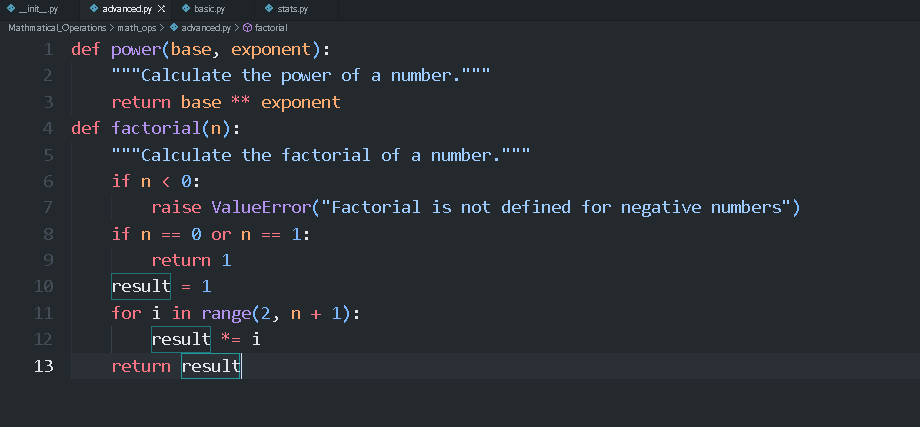 __init__.py advanced.py X basic.py stats.py
Mathmatical_Operations > math_ops > advanced.py > factorial
1 def power(base, exponent):
2     """Calculate the power of a number."""
3     return base ** exponent
4 def factorial(n):
5     """Calculate the factorial of a number."""
6     if n < 0:
7         raise ValueError("Factorial is not defined for negative numbers")
8     if n == 0 or n == 1:
9         return 1
10     result = 1
11     for i in range(2, n + 1):
12         result *= i
13     return result